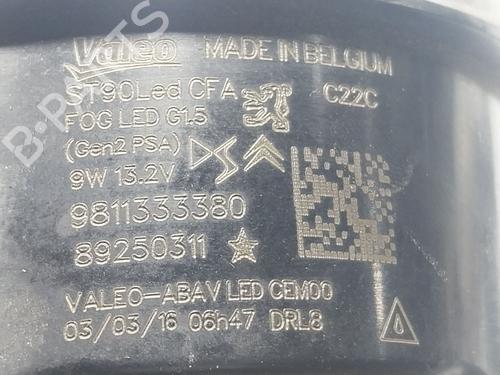 Valeo MADE IN BELGIUM
ST90Led CFA C22C
FOG LED G1.5
(Gen2 PSA)
9W 13.2V
9811333380
89250311
VALEO-ABAV LED CEM00
03/03/16 06h47 DRL8
B-PARTS